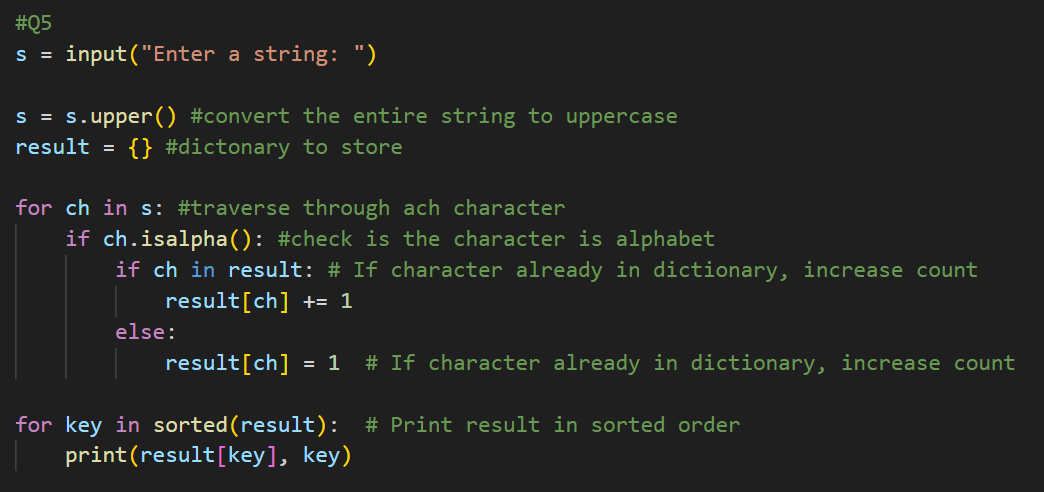 #Q5
s = input("Enter a string: ")
s = s.upper() #convert the entire string to uppercase
result = {} #dictonary to store
for ch in s: #traverse through ach character
    if ch.isalpha(): #check is the character is alphabet
        if ch in result: # If character already in dictionary, increase count
            result[ch] += 1
        else:
            result[ch] = 1  # If character already in dictionary, increase count
for key in sorted(result):  # Print result in sorted order
    print(result[key], key)